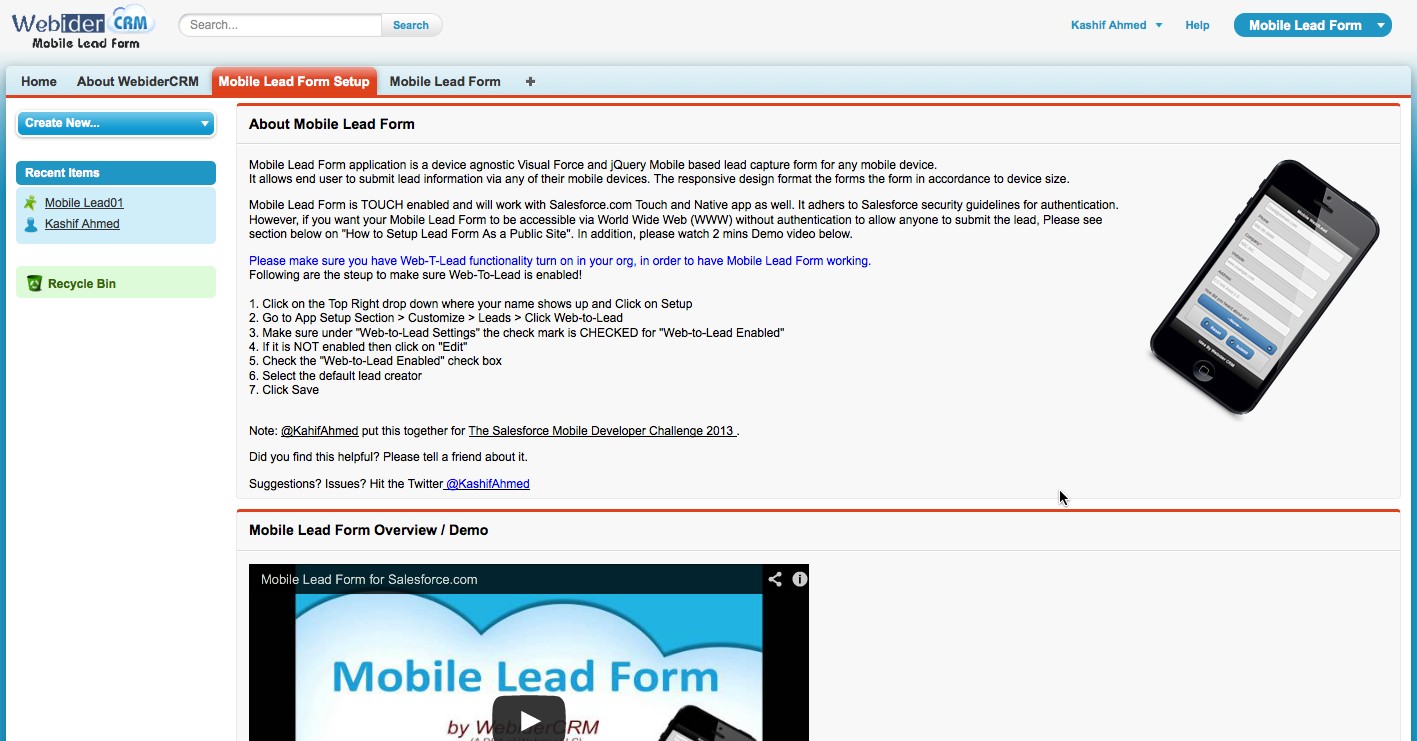 Webider CRM
Mobile Lead Form
Search...
Search
Kashif Ahmed
Help
Mobile Lead Form
Home
About WebiderCRM
Mobile Lead Form Setup
Mobile Lead Form
+
Create New...
Recent Items
Mobile Lead01
Kashif Ahmed
Recycle Bin
About Mobile Lead Form
Mobile Lead Form application is a device agnostic Visual Force and jQuery Mobile based lead capture form for any mobile device.
It allows end user to submit lead information via any of their mobile devices. The responsive design format the forms the form in accordance to device size.
Mobile Lead Form is TOUCH enabled and will work with Salesforce.com Touch and Native app as well. It adheres to Salesforce security guidelines for authentication.
However, if you want your Mobile Lead Form to be accessible via World Wide Web (WWW) without authentication to allow anyone to submit the lead, Please see
section below on "How to Setup Lead Form As a Public Site". In addition, please watch 2 mins Demo video below.
Please make sure you have Web-T-Lead functionality turn on in your org, in order to have Mobile Lead Form working.
Following are the steup to make sure Web-To-Lead is enabled!
1. Click on the Top Right drop down where your name shows up and Click on Setup
2. Go to App Setup Section > Customize > Leads > Click Web-to-Lead
3. Make sure under "Web-to-Lead Settings" the check mark is CHECKED for "Web-to-Lead Enabled"
4. If it is NOT enabled then click on "Edit"
5. Check the "Web-to-Lead Enabled" check box
6. Select the default lead creator
7. Click Save
Note: @KahifAhmed put this together for The Salesforce Mobile Developer Challenge 2013 .
Did you find this helpful? Please tell a friend about it.
Suggestions? Issues? Hit the Twitter @KashifAhmed
Phone
Company*
Website
Address
How did you heard about us?
Reset
Submit
Mobile Lead Form Overview / Demo
Mobile Lead Form for Salesforce.com
Mobile Lead Form
by WebiderCRM